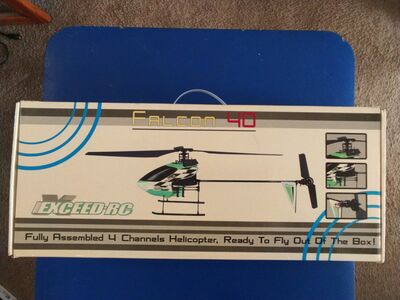 Falcon 40
EXCEED-RC
Fully Assembled 4 Channels Helicopter, Ready To Fly Out Of The Box!